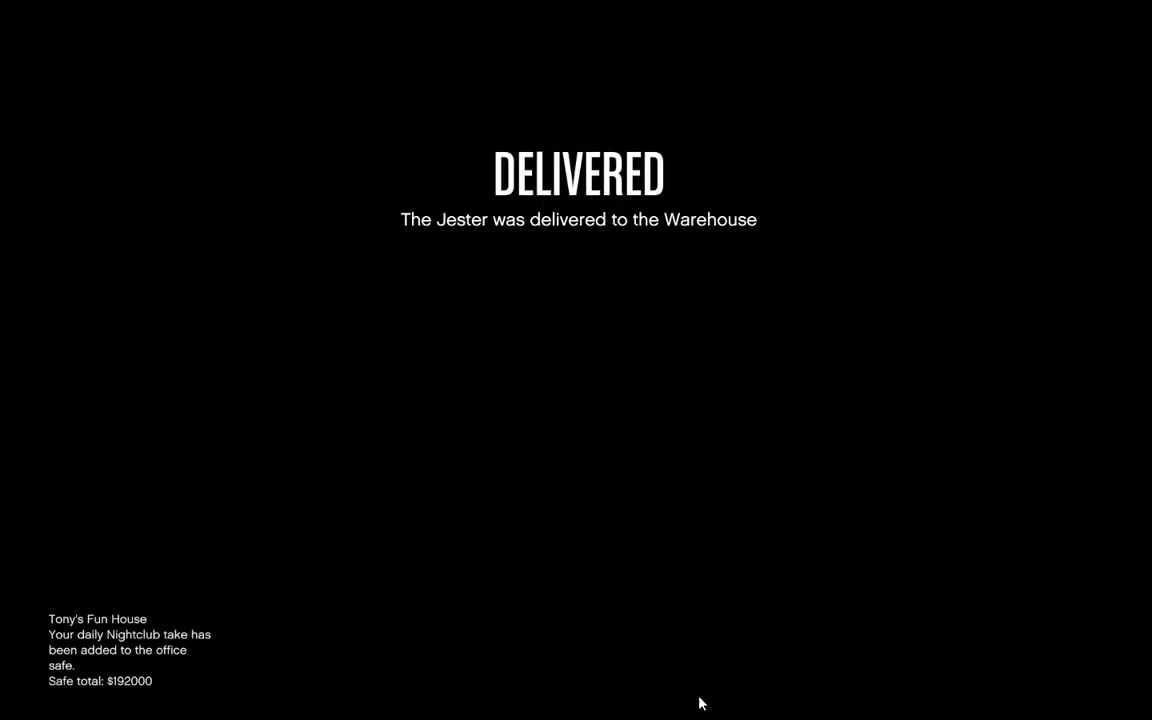 DELIVERED
The Jester was delivered to the Warehouse
Tony's Fun House
Your daily Nightclub take has
been added to the office
safe.
Safe total: $192000